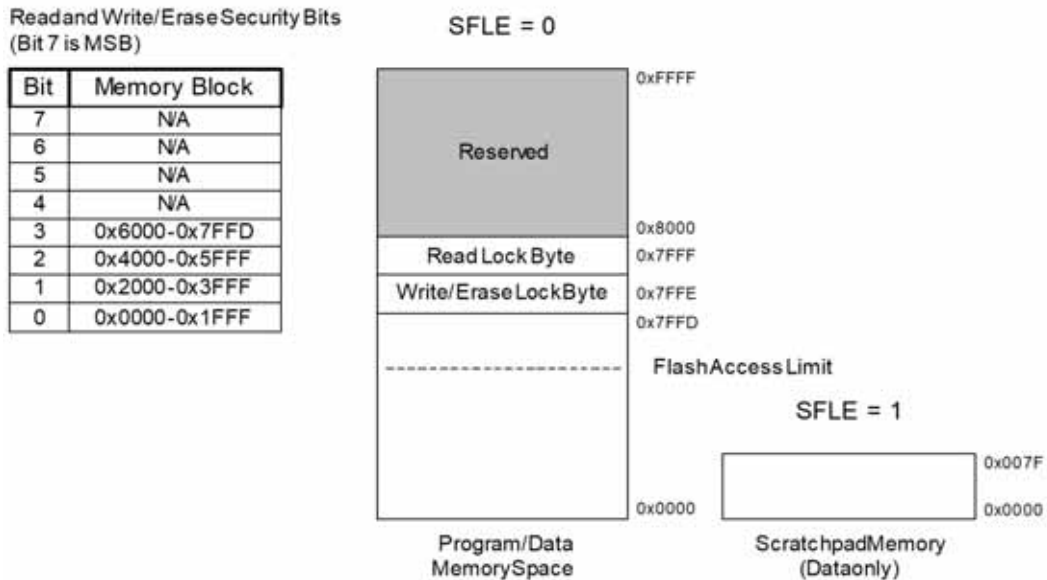 Read and Write/Erase Security Bits
(Bit 7 is MSB)
SFLE = 0
Bit Memory Block
7 N/A
6 N/A
5 N/A
4 N/A
3 0x6000-0x7FFD
2 0x4000-0x5FFF
1 0x2000-0x3FFF
0 0x0000-0x1FFF
0xFFFF
Reserved
0x8000
Read Lock Byte 0x7FFF
Write/Erase Lock Byte 0x7FFE
0x7FFD
Flash Access Limit
SFLE = 1
0x007F
0x0000 0x0000
Program/Data
Memory Space
Scratchpad Memory
(Data only)